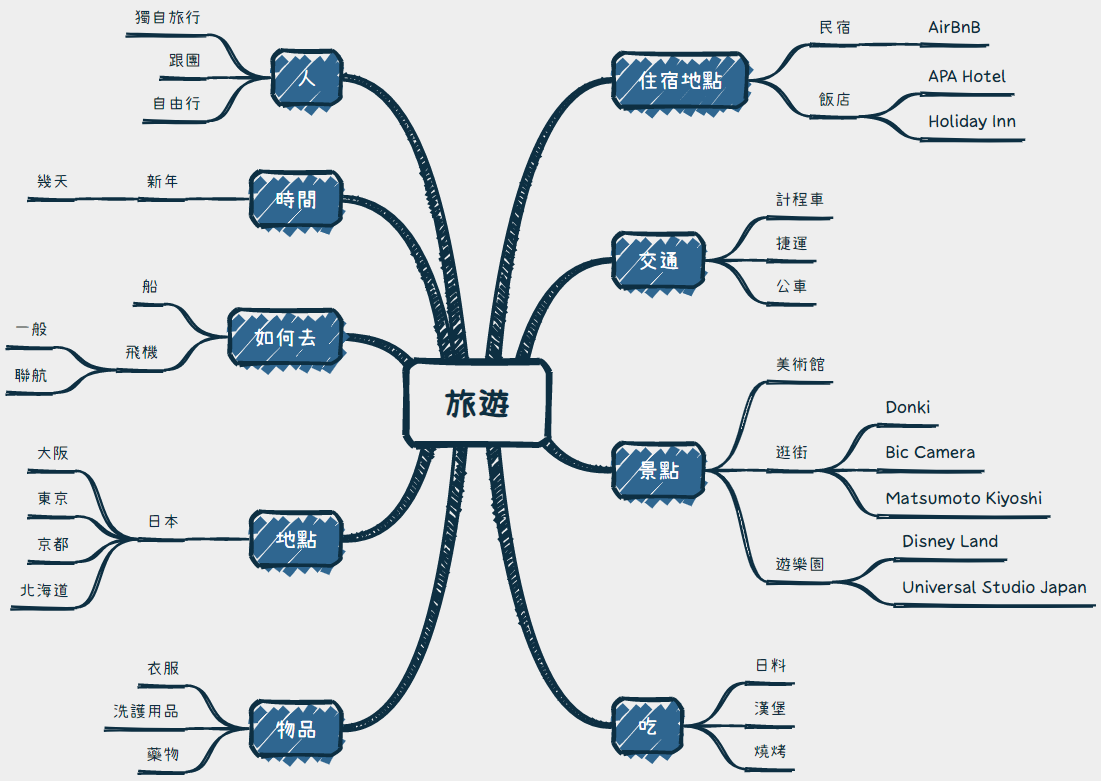 旅遊
人
獨自旅行
跟團
自由行
時間
新年
幾天
如何去
船
飛機
一般
聯航
地點
日本
大阪
東京
京都
北海道
物品
衣服
洗護用品
藥物
住宿地點
民宿
AirBnB
飯店
APA Hotel
Holiday Inn
交通
計程車
捷運
公車
景點
美術館
逛街
Donki
Bic Camera
Matsumoto Kiyoshi
遊樂園
Disney Land
Universal Studio Japan
吃
日料
漢堡
燒烤